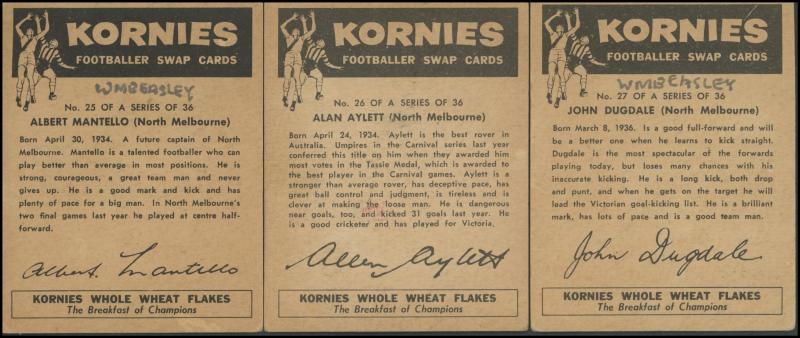 KORNIES
FOOTBALLER SWAP CARDS
WMBEASLEY
No. 25 OF A SERIES OF 36
ALBERT MANTELLO (North Melbourne)
Born April 30, 1934. A future captain of North
Melbourne. Mantello is a talented footballer who can
play better than average in most positions. He is
strong, courageous, a great team man and never
gives up. He is a good mark and kick and has
plenty of pace for a big man. In North Melbourne's
two final games last year he played at centre half-
forward.
Albert Mantello
KORNIES WHOLE WHEAT FLAKES
The Breakfast of Champions
KORNIES
FOOTBALLER SWAP CARDS
No. 26 OF A SERIES OF 36
ALAN AYLETT (North Melbourne)
Born April 24, 1934. Aylett is the best rover in
Australia. Umpires in the Carnival series last year
conferred this title on him when they awarded him
most votes in the Tassie Medal, which is awarded to
the best player in the Carnival series. Aylett is a
stronger than average rover, has deceptive pace, has
great ball control and judgment, is tireless and is
clever at making the loose man. He is dangerous
near goals, too, and kicked 31 goals last year. He
is a good cricketer and has played for Victoria.
Allen Aylett
KORNIES WHOLE WHEAT FLAKES
The Breakfast of Champions
KORNIES
FOOTBALLER SWAP CARDS
WMBEASLEY
No. 27 OF A SERIES OF 36
JOHN DUGDALE (North Melbourne)
Born March 8, 1936. Is a good full-forward and will
be a better one when he learns to kick straight.
Dugdale is the most spectacular of the forwards
playing today, but loses many chances with his
inaccurate kicking. He is a long kick, both drop
and punt, and when he gets on the target he will
lead the Victorian goal-kicking list. He is a brilliant
mark, has lots of pace and is a good team man.
John Dugdale
KORNIES WHOLE WHEAT FLAKES
The Breakfast of Champions